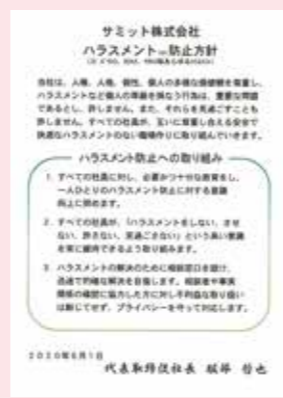 サミット株式会社
ハラスメント 防止方針
当社は、人種、人格、個性、個人の多様な価値観を尊重し、
ハラスメントなど個人の尊厳を損なう行為は、重要な問題
であるとし、許しません。また、それらを見過ごすことも
許しません。すべての社員が、互いに尊重し合える安全で
快適なハラスメントのない職場作りに取り組んでいきます。
ハラスメント防止への取り組み
1. すべての社員に対し、必要かつ十分な教育をし、
一人ひとりのハラスメント防止に対する意識
向上に努めます。
2. すべての社員が、「ハラスメントをしない、させ
ない、許さない、見過ごさない」という高い意識
を常に維持できるよう取り組みます。
3. ハラスメントの解決のために相談窓口を設け、
迅速で的確な解決を目指します。相談者や事実
関係の確認に協力した方に対し不利益な取り扱い
は断じてせず、プライバシーを守って対応します。
2020年6月1日
代表取締役社長 服部 哲也